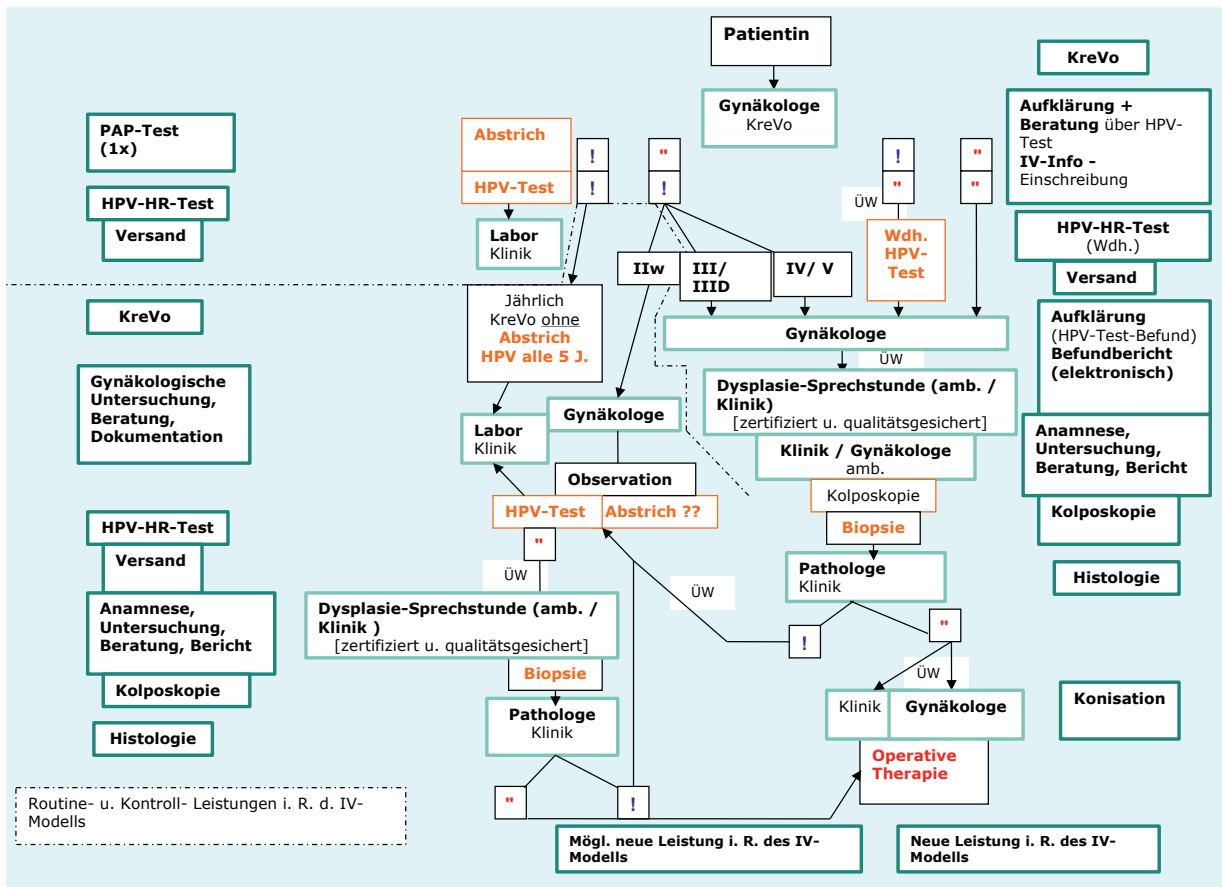 Patientin
KreVo
Gynäkologe
KreVo
PAP-Test
(1x)
Abstrich
!
"
!
"
Aufklärung +
Beratung über HPV-
Test
IV-Info -
Einschreibung
HPV-Test
!
!
"
"
HPV-HR-Test
Versand
Labor
Klinik
ÜW
Wdh.
HPV-
Test
HPV-HR-Test
(Wdh.)
Versand
IIw
III/
IIID
IV/ V
KreVo
Jährlich
KreVo ohne
Abstrich
HPV alle 5 J.
Gynäkologe
ÜW
Aufklärung
(HPV-Test-Befund)
Befundbericht
(elektronisch)
Gynäkologische
Untersuchung,
Beratung,
Dokumentation
Labor
Klinik
Gynäkologe
Dysplasie-Sprechstunde (amb. /
Klinik)
[zertifiziert u. qualitätsgesichert]
Klinik / Gynäkologe
amb.
Anamnese,
Untersuchung,
Beratung, Bericht
Observation
HPV-Test
Abstrich ??
Kolposkopie
Biopsie
Kolposkopie
HPV-HR-Test
Versand
"
ÜW
ÜW
Pathologe
Klinik
Histologie
Anamnese,
Untersuchung,
Beratung, Bericht
Kolposkopie
Histologie
Dysplasie-Sprechstunde (amb. /
Klinik )
[zertifiziert u. qualitätsgesichert]
Biopsie
Pathologe
Klinik
!
"
ÜW
Klinik
Gynäkologe
Operative
Therapie
Konisation
"
!
Routine- u. Kontroll- Leistungen i. R. d. IV-
Modells
Mögl. neue Leistung i. R. des IV-
Modells
Neue Leistung i. R. des IV-
Modells